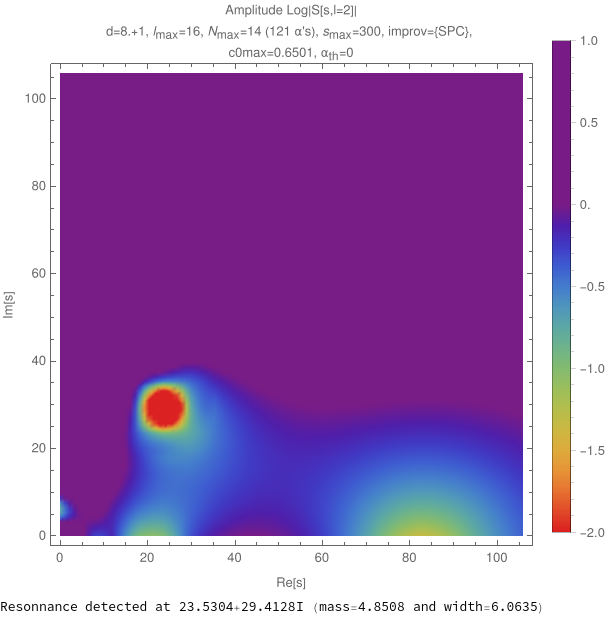 Amplitude Log|S[s,l=2]|
d=8.+1, lmax=16, Nmax=14 (121 α's), smax=300, improv={SPC},
c0max=0.6501, αth=0
1.0
0.5
0.
−0.5
−1.0
−1.5
−2.0
100
80
60
40
20
0
Im[s]
0 20 40 60 80 100
Re[s]
Resonnance detected at 23.5304+29.4128I (mass=4.8508 and width=6.0635)